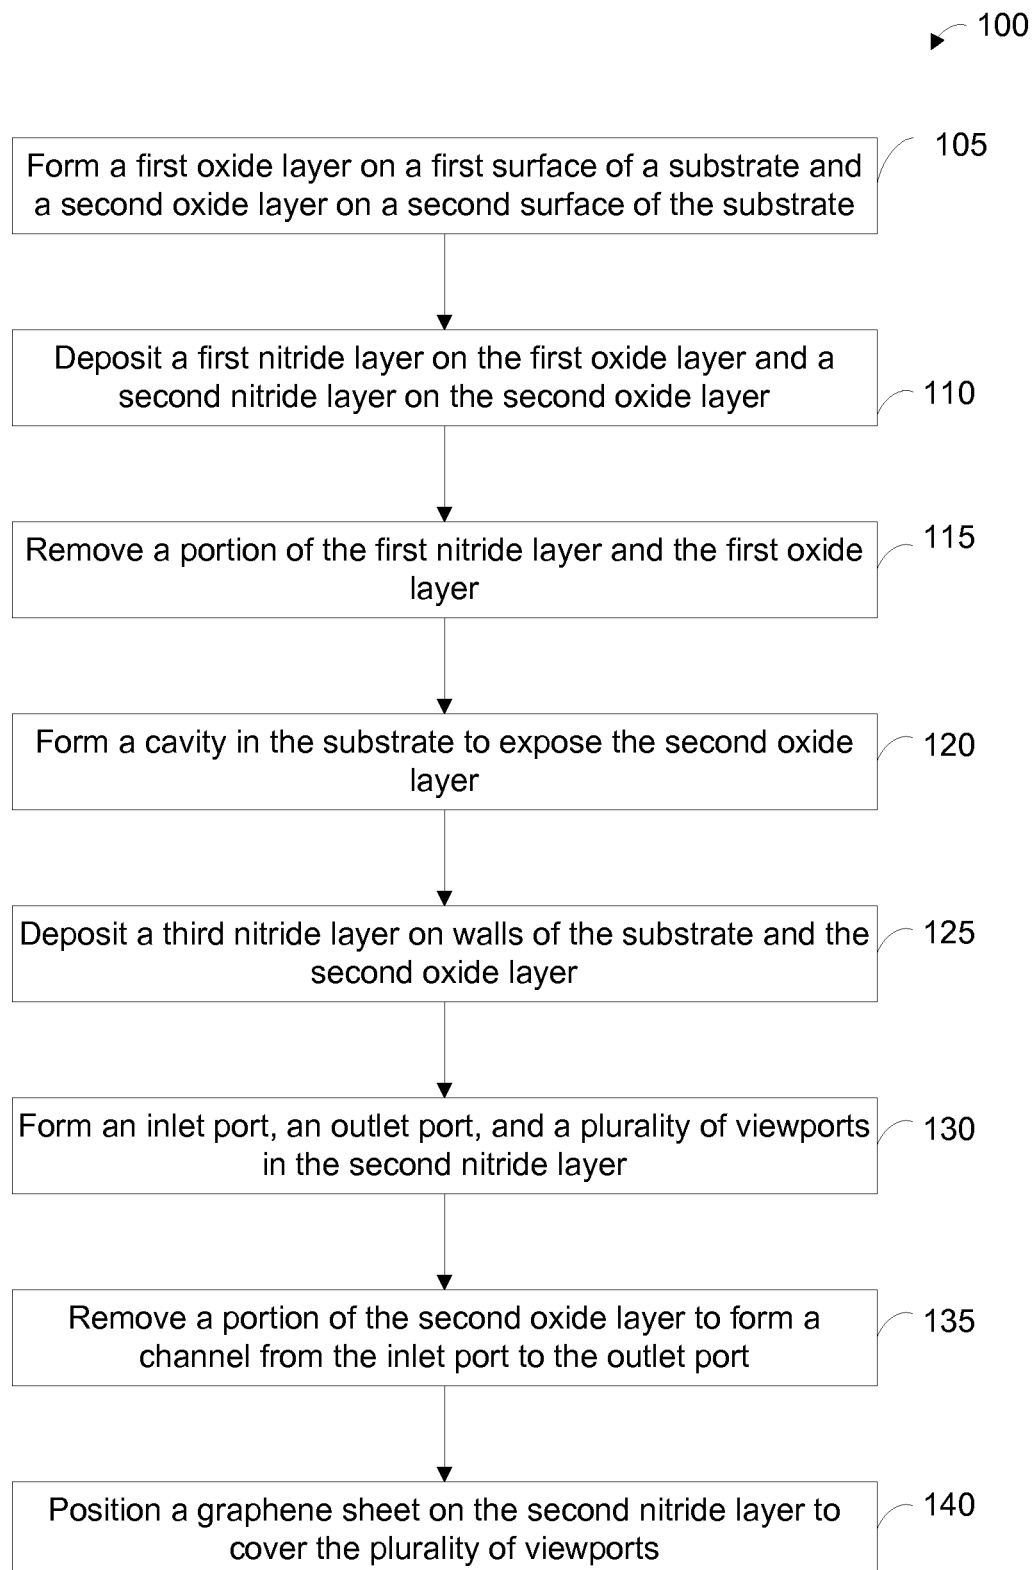 100
105
Form a first oxide layer on a first surface of a substrate and
a second oxide layer on a second surface of the substrate
Deposit a first nitride layer on the first oxide layer and a
second nitride layer on the second oxide layer
110
Remove a portion of the first nitride layer and the first oxide
layer
115
Form a cavity in the substrate to expose the second oxide
layer
120
Deposit a third nitride layer on walls of the substrate and the
second oxide layer
125
Form an inlet port, an outlet port, and a plurality of viewports
in the second nitride layer
130
Remove a portion of the second oxide layer to form a
channel from the inlet port to the outlet port
135
Position a graphene sheet on the second nitride layer to
cover the plurality of viewports
140